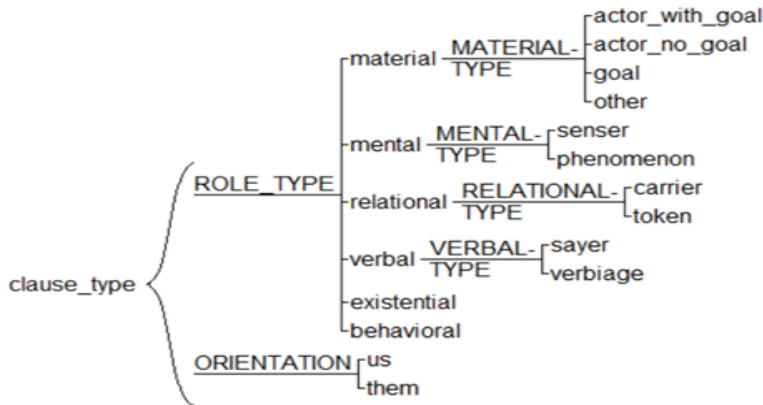 actor_with_goal
material MATERIAL- actor_no_goal
TYPE goal
other
mental MENTAL- senser
TYPE phenomenon
ROLE_TYPE
relational RELATIONAL- carrier
TYPE token
verbal VERBAL- sayer
TYPE verbiage
clause_type
existential
behavioral
ORIENTATION us
them